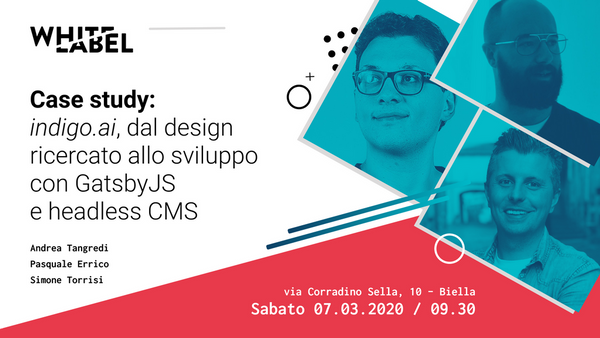 WHITE
LABEL
Case study:
indigo.ai, dal design
ricercato allo sviluppo
con GatsbyJS
e headless CMS
Andrea Tangredi
Pasquale Errico
Simone Torrisi
via Corradino Sella, 10 – Biella
Sabato 07.03.2020 / 09.30